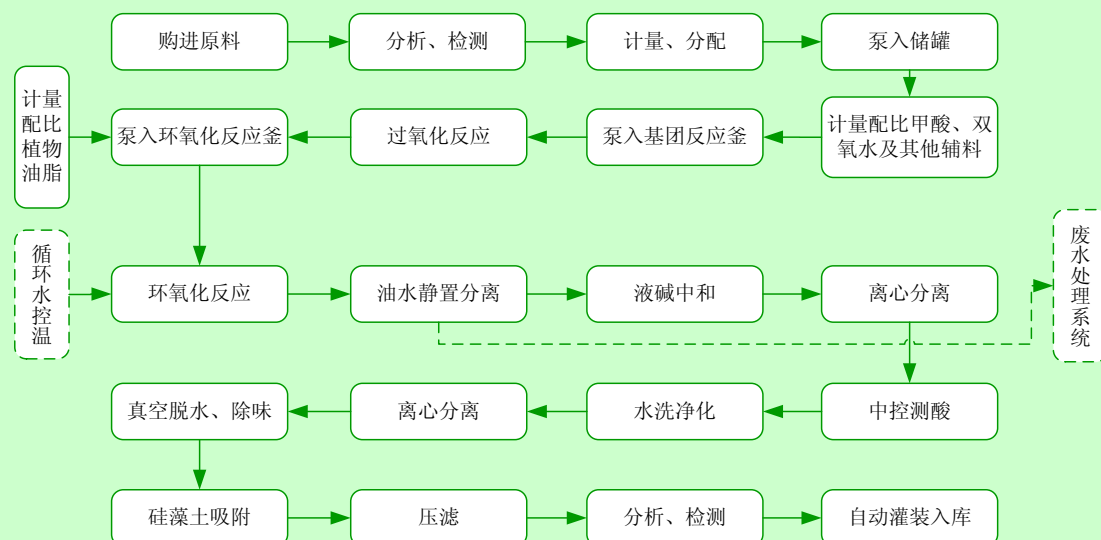 购进原料
分析、检测
计量、分配
泵入储罐
计量
配比
植物
油脂
泵入环氧化反应釜
过氧化反应
泵入基团反应釜
计量配比甲酸、双
氧水及其他辅料
循
环
水
控
温
环氧化反应
油水静置分离
液碱中和
离心分离
废
水
处
理
系
统
真空脱水、除味
离心分离
水洗净化
中控测酸
硅藻土吸附
压滤
分析、检测
自动灌装入库